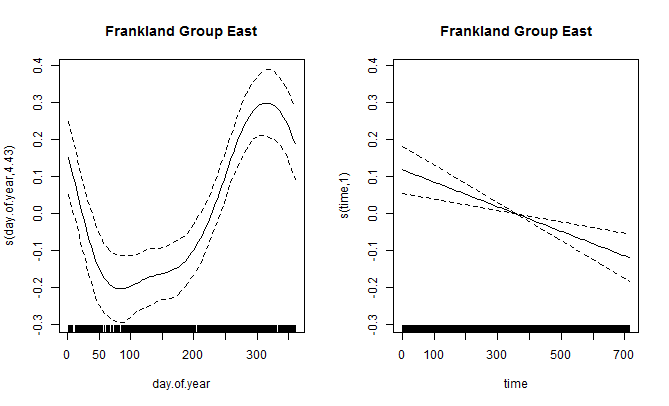 Frankland Group East
s(day.of.year,4.43)
0.4
0.3
0.2
0.1
0.0
-0.1
-0.2
-0.3
0 50 100 200 300
day.of.year
Frankland Group East
s(time,1)
0.4
0.3
0.2
0.1
0.0
-0.1
-0.2
-0.3
0 100 300 500 700
time